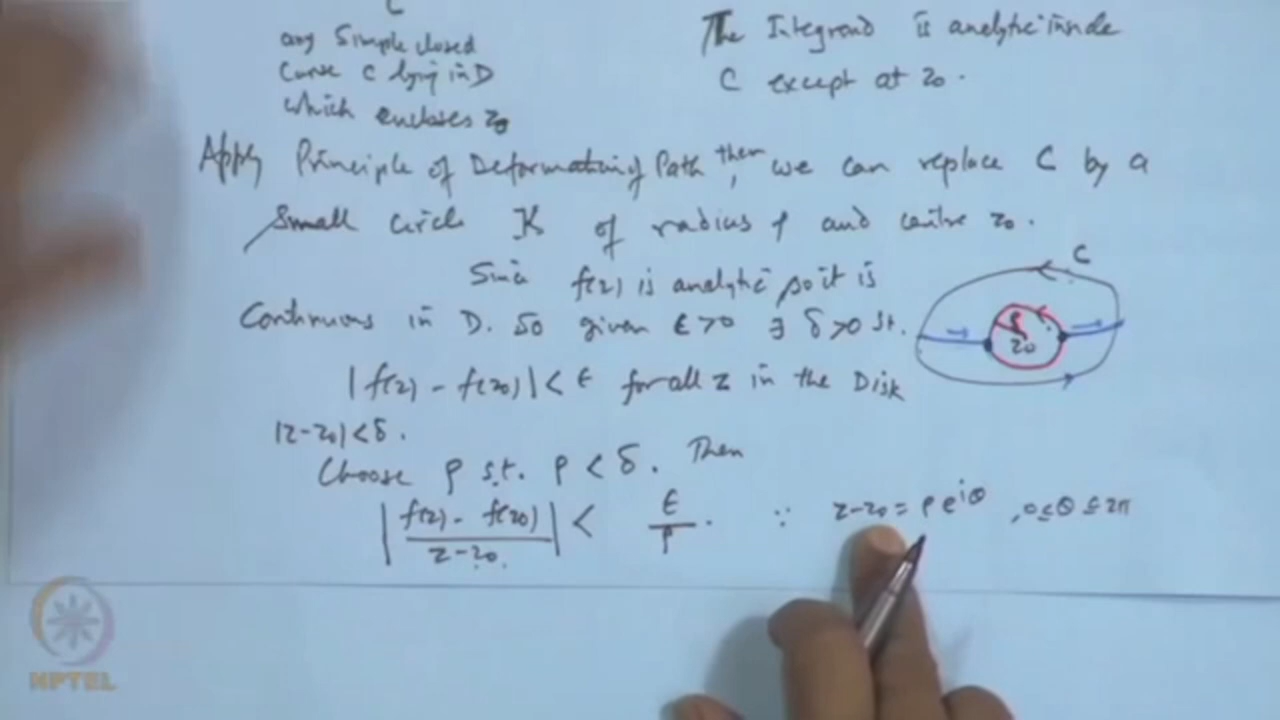 C
any Simple closed
Curve C lying in D
which encloses z0
The Integrand is analytic inside
C except at z0.
Apply Principle of Deformation of Path, then we can replace C by a
small circle K of radius ρ and centre z0.
Since f(z) is analytic so it is
Continuous in D. So given ε>0 ∃ δ>0 st.
|f(z) - f(z0)| < ε for all z in the Disk
|z-z0|<δ.
Choose ρ s.t. ρ < δ. Then
|f(z) - f(z0) / z-z0| < ε/ρ. ∵ z-z0 = ρe^iθ, 0≤θ≤2π
C
ρ
z0
NPTEL